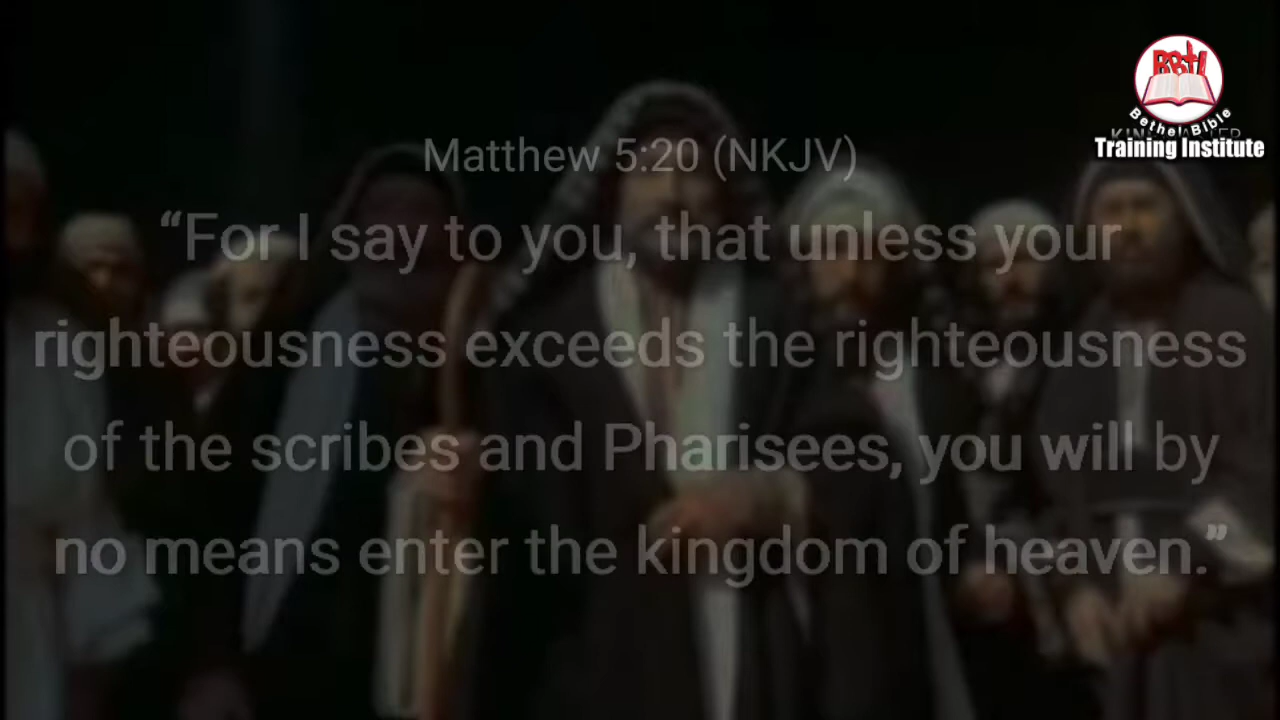 BBTI
Bethel Bible
Training Institute
Matthew 5:20 (NKJV)
“For I say to you, that unless your
righteousness exceeds the righteousness
of the scribes and Pharisees, you will by
no means enter the kingdom of heaven.”